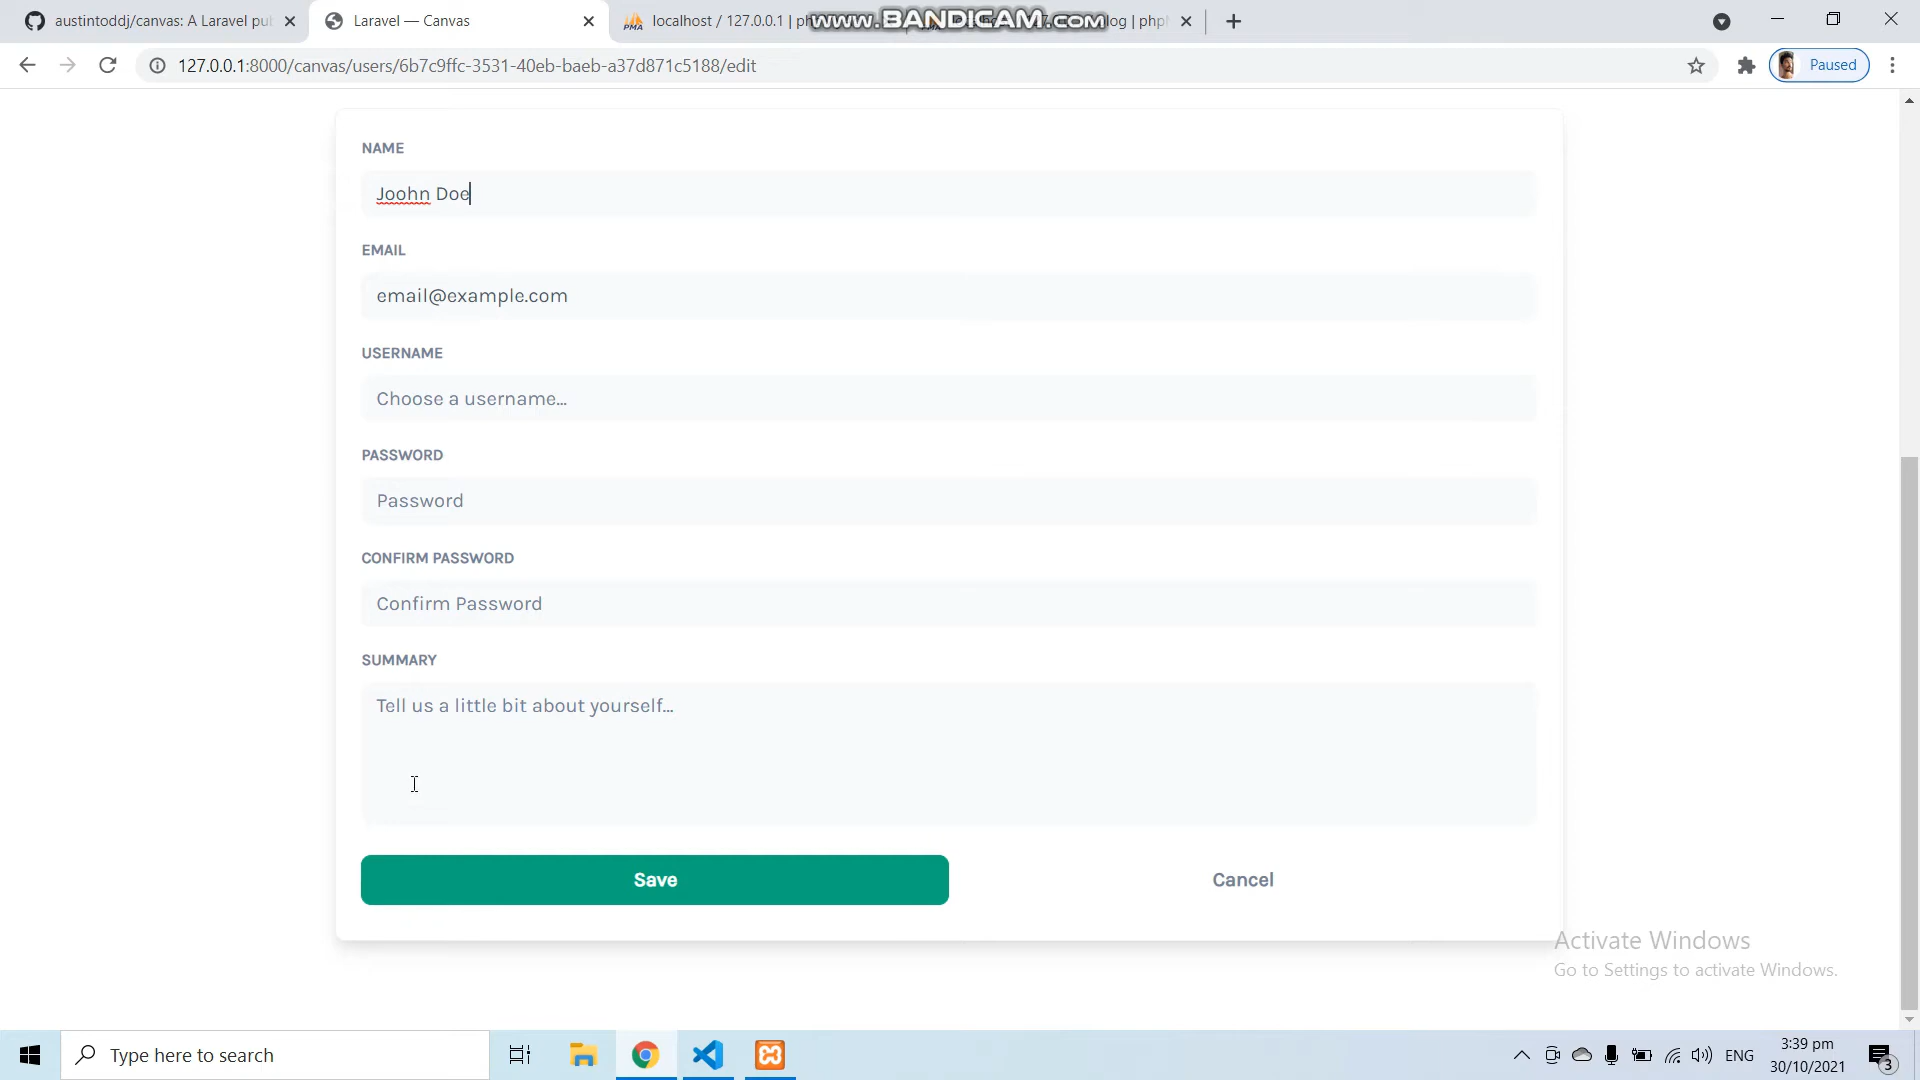 austintoddj/canvas: A Laravel pu
Laravel — Canvas
localhost / 127.0.0.1 | ph
www.BANDICAM.com
log | php
127.0.0.1:8000/canvas/users/6b7c9ffc-3531-40eb-baeb-a37d871c5188/edit
Paused
NAME
Joohn Doe
EMAIL
email@example.com
USERNAME
Choose a username...
PASSWORD
Password
CONFIRM PASSWORD
Confirm Password
SUMMARY
Tell us a little bit about yourself...
Save
Cancel
Activate Windows
Go to Settings to activate Windows.
Type here to search
ENG
3:39 pm
30/10/2021
3